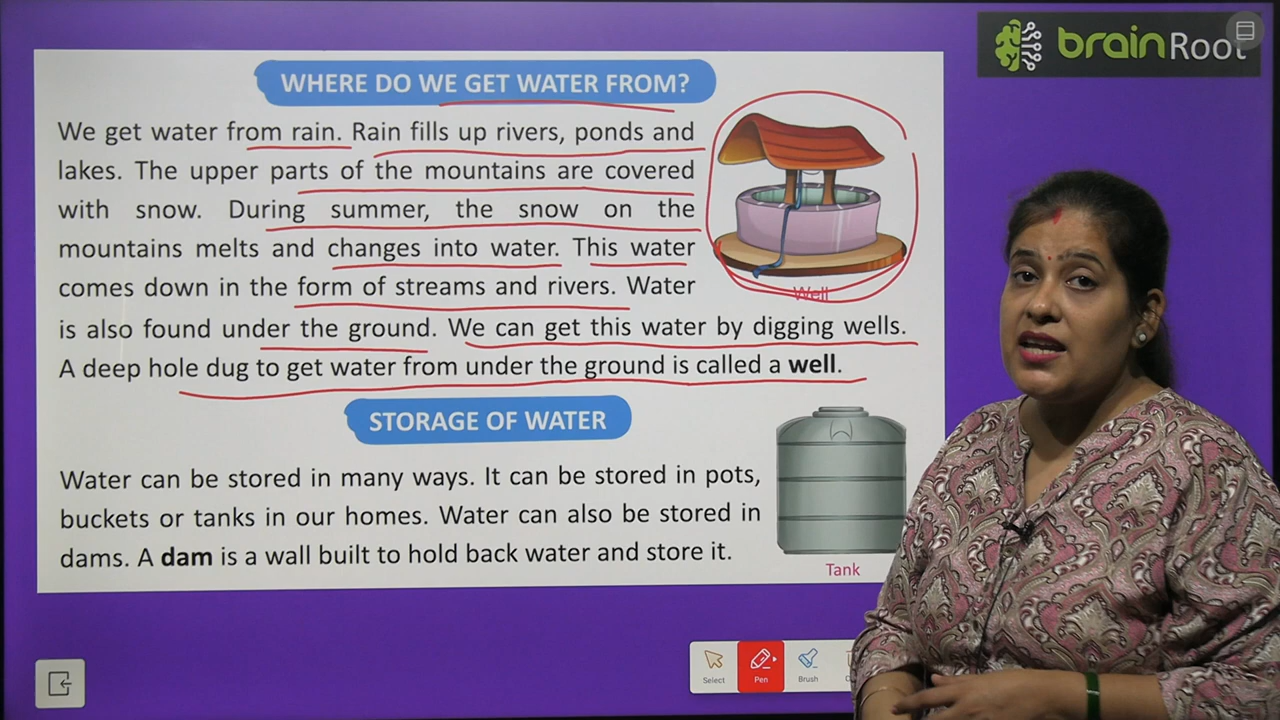 brainRoot
WHERE DO WE GET WATER FROM?
We get water from rain. Rain fills up rivers, ponds and
lakes. The upper parts of the mountains are covered
with snow. During summer, the snow on the
mountains melts and changes into water. This water
comes down in the form of streams and rivers. Water
is also found under the ground. We can get this water by digging wells.
A deep hole dug to get water from under the ground is called a well.
Well
STORAGE OF WATER
Water can be stored in many ways. It can be stored in pots,
buckets or tanks in our homes. Water can also be stored in
dams. A dam is a wall built to hold back water and store it.
Tank
Select
Pen
Brush